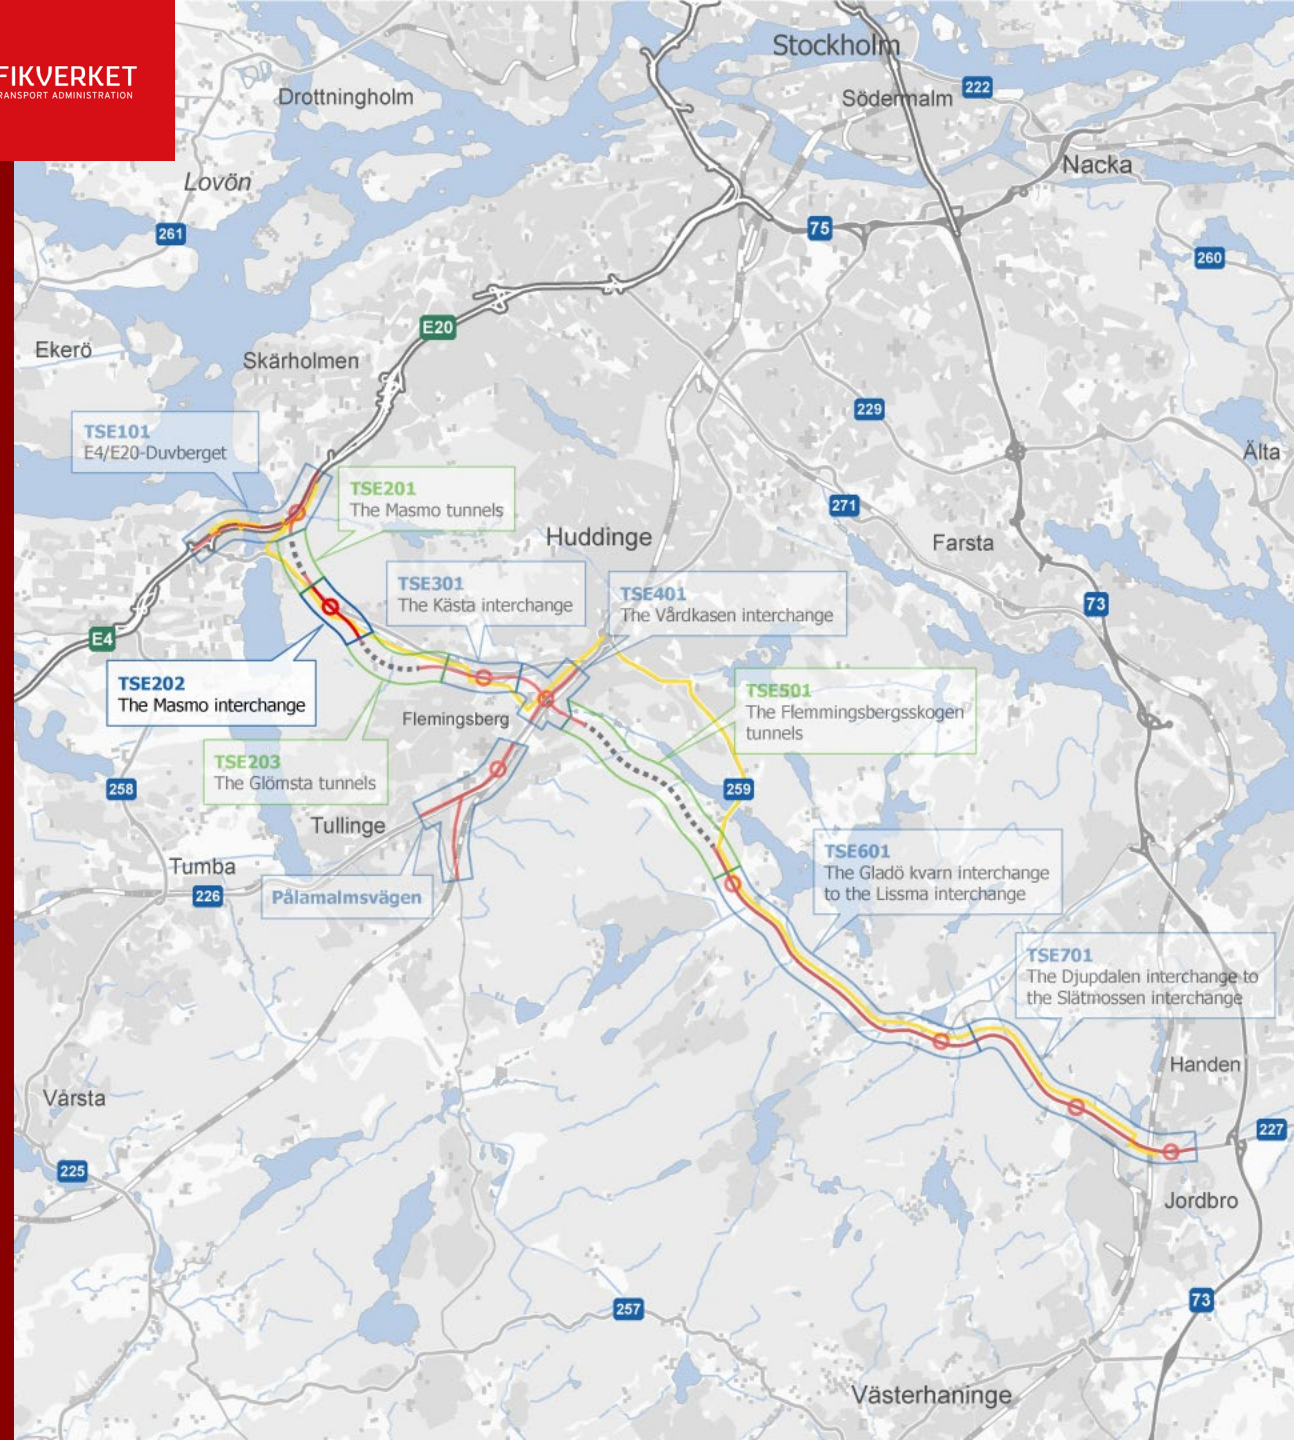 FIKVERKET
RANSPORT ADMINISTRATION
Stockholm
222
Drottningholm
Södermalm
Nacka
Lovön
261
75
260
E20
Ekerö
Skärholmen
229
TSE101
E4/E20-Duvberget
Älta
TSE201
The Masmo tunnels
271
Huddinge
Farsta
TSE301
The Kästa interchange
TSE401
The Vårdkasen interchange
73
E4
TSE202
The Masmo interchange
TSE501
The Flemmingsbergsskogen
tunnels
Flemingsberg
TSE203
The Glömsta tunnels
258
259
Tullinge
TSE601
The Gladö kvarn interchange
to the Lissma interchange
Tumba
226
Pålamalmsvägen
TSE701
The Djupdalen interchange to
the Slätmossen interchange
Handen
Vårsta
227
225
Jordbro
73
257
Västerhaninge